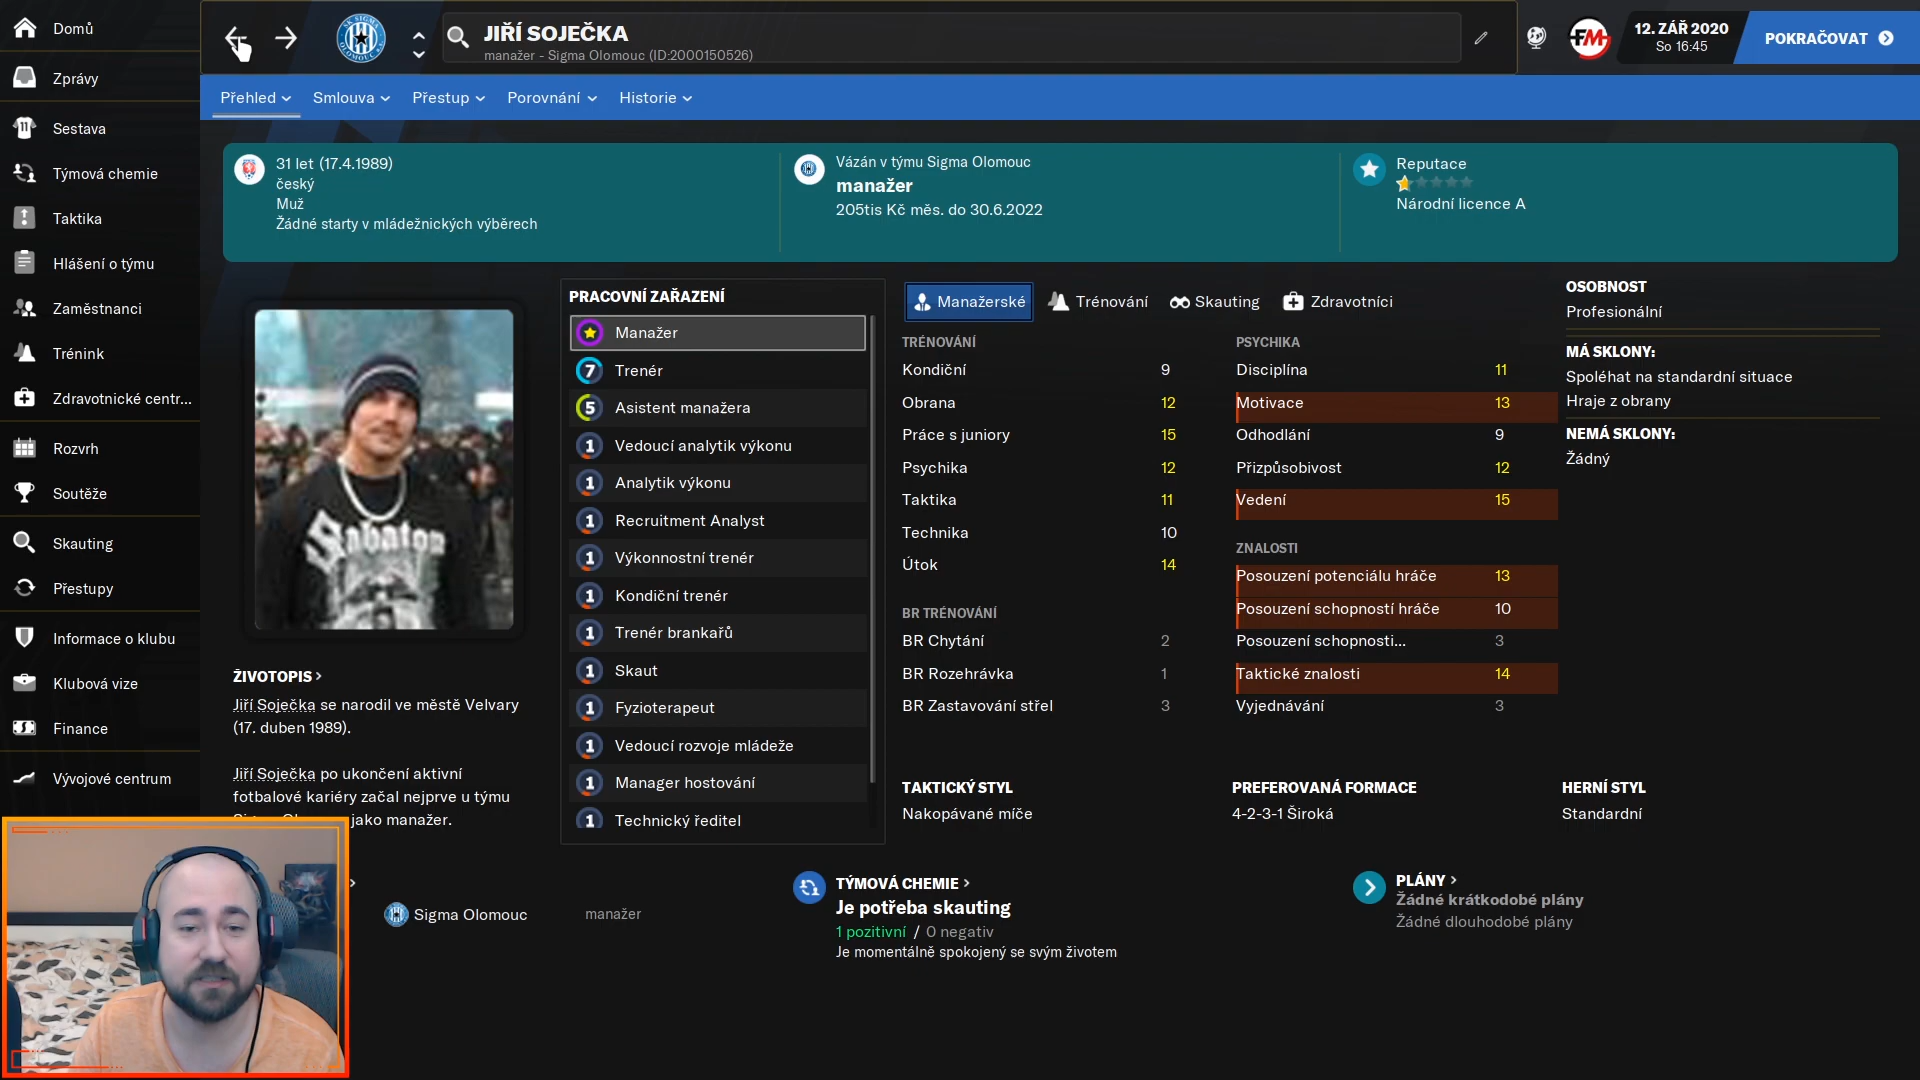 Domů
Zprávy
Sestava
Týmová chemie
Taktika
Hlášení o týmu
Zaměstnanci
Trénink
Zdravotnické centr...
Rozvrh
Soutěže
Skauting
Přestupy
Informace o klubu
Klubová vize
Finance
Vývojové centrum
JIŘÍ SOJEČKA
manažer - Sigma Olomouc (ID:2000150526)
FM
12. ZÁŘ 2020
So 16:45
POKRAČOVAT
Přehled
Smlouva
Přestup
Porovnání
Historie
31 let (17.4.1989)
český
Muž
Žádné starty v mládežnických výběrech
Vázán v týmu Sigma Olomouc
manažer
205tis Kč měs. do 30.6.2022
Reputace
Národní licence A
Sabaton
ŽIVOTOPIS
Jiří Soječka se narodil ve městě Velvary
(17. duben 1989).
Jiří Soječka po ukončení aktivní
fotbalové kariéry začal nejprve u týmu
jako manažer.
PRACOVNÍ ZAŘAZENÍ
Manažer
7 Trenér
5 Asistent manažera
1 Vedoucí analytik výkonu
1 Analytik výkonu
1 Recruitment Analyst
1 Výkonnostní trenér
1 Kondiční trenér
1 Trenér brankařů
1 Skaut
1 Fyzioterapeut
1 Vedoucí rozvoje mládeže
1 Manager hostování
1 Technický ředitel
Manažerské
Trénování
Skauting
Zdravotníci
TRÉNOVÁNÍ
Kondiční 9
Obrana 12
Práce s juniory 15
Psychika 12
Taktika 11
Technika 10
Útok 14
BR TRÉNOVÁNÍ
BR Chytání 2
BR Rozehrávka 1
BR Zastavování střel 3
PSYCHIKA
Disciplína 11
Motivace 13
Odhodlání 9
Přizpůsobivost 12
Vedení 15
ZNALOSTI
Posouzení potenciálu hráče 13
Posouzení schopností hráče 10
Posouzení schopnosti... 3
Taktické znalosti 14
Vyjednávání 3
OSOBNOST
Profesionální
MÁ SKLONY:
Spoléhat na standardní situace
Hraje z obrany
NEMÁ SKLONY:
Žádný
TAKTICKÝ STYL
Nakopávané míče
PREFEROVANÁ FORMACE
4-2-3-1 Široká
HERNÍ STYL
Standardní
Sigma Olomouc
manažer
TÝMOVÁ CHEMIE
Je potřeba skauting
1 pozitivní / 0 negativ
Je momentálně spokojený se svým životem
PLÁNY
Žádné krátkodobé plány
Žádné dlouhodobé plány